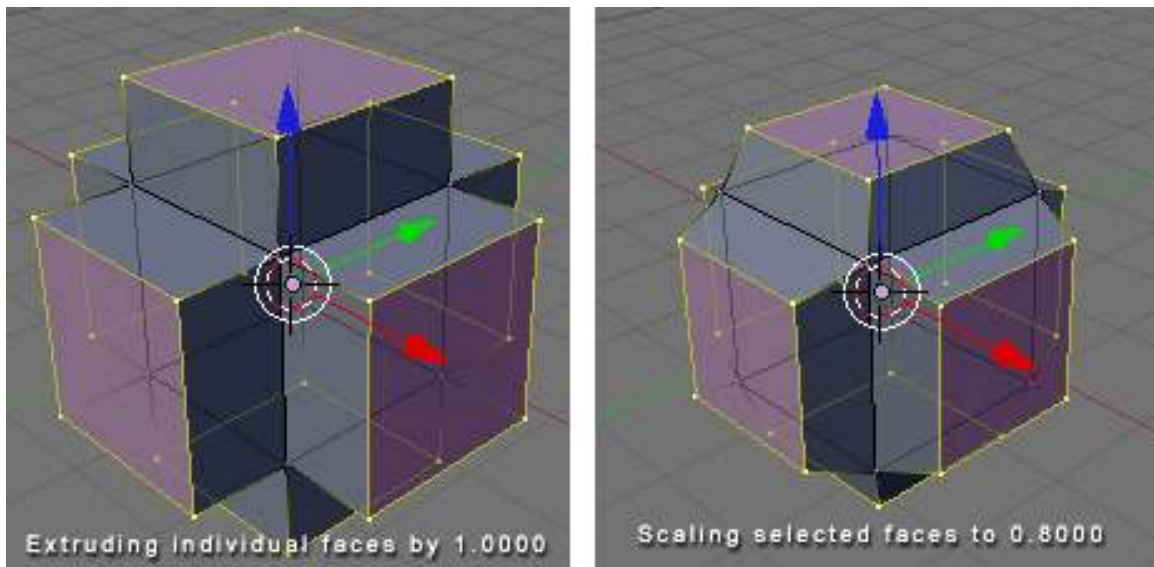 Extruding individual faces by 1.0000
Scaling selected faces to 0.8000